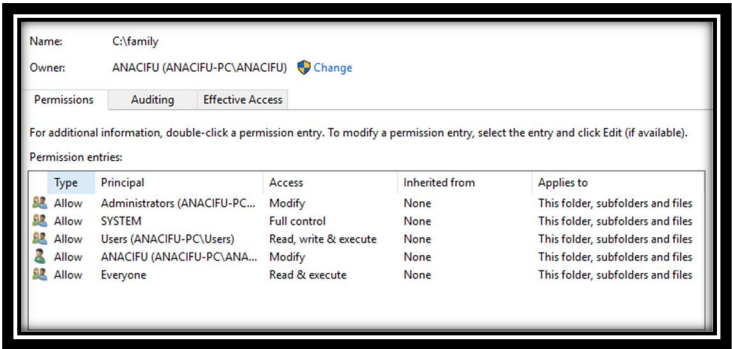 Name: C:\family
Owner: ANACIFU (ANACIFU-PC\ANACIFU) Change
Permissions Auditing Effective Access
For additional information, double-click a permission entry. To modify a permission entry, select the entry and click Edit (if available).
Permission entries:
Type Principal Access Inherited from Applies to
Allow Administrators (ANACIFU-PC... Modify None This folder, subfolders and files
Allow SYSTEM Full control None This folder, subfolders and files
Allow Users (ANACIFU-PC\Users) Read, write & execute None This folder, subfolders and files
Allow ANACIFU (ANACIFU-PC\ANA... Modify None This folder, subfolders and files
Allow Everyone Read & execute None This folder, subfolders and files